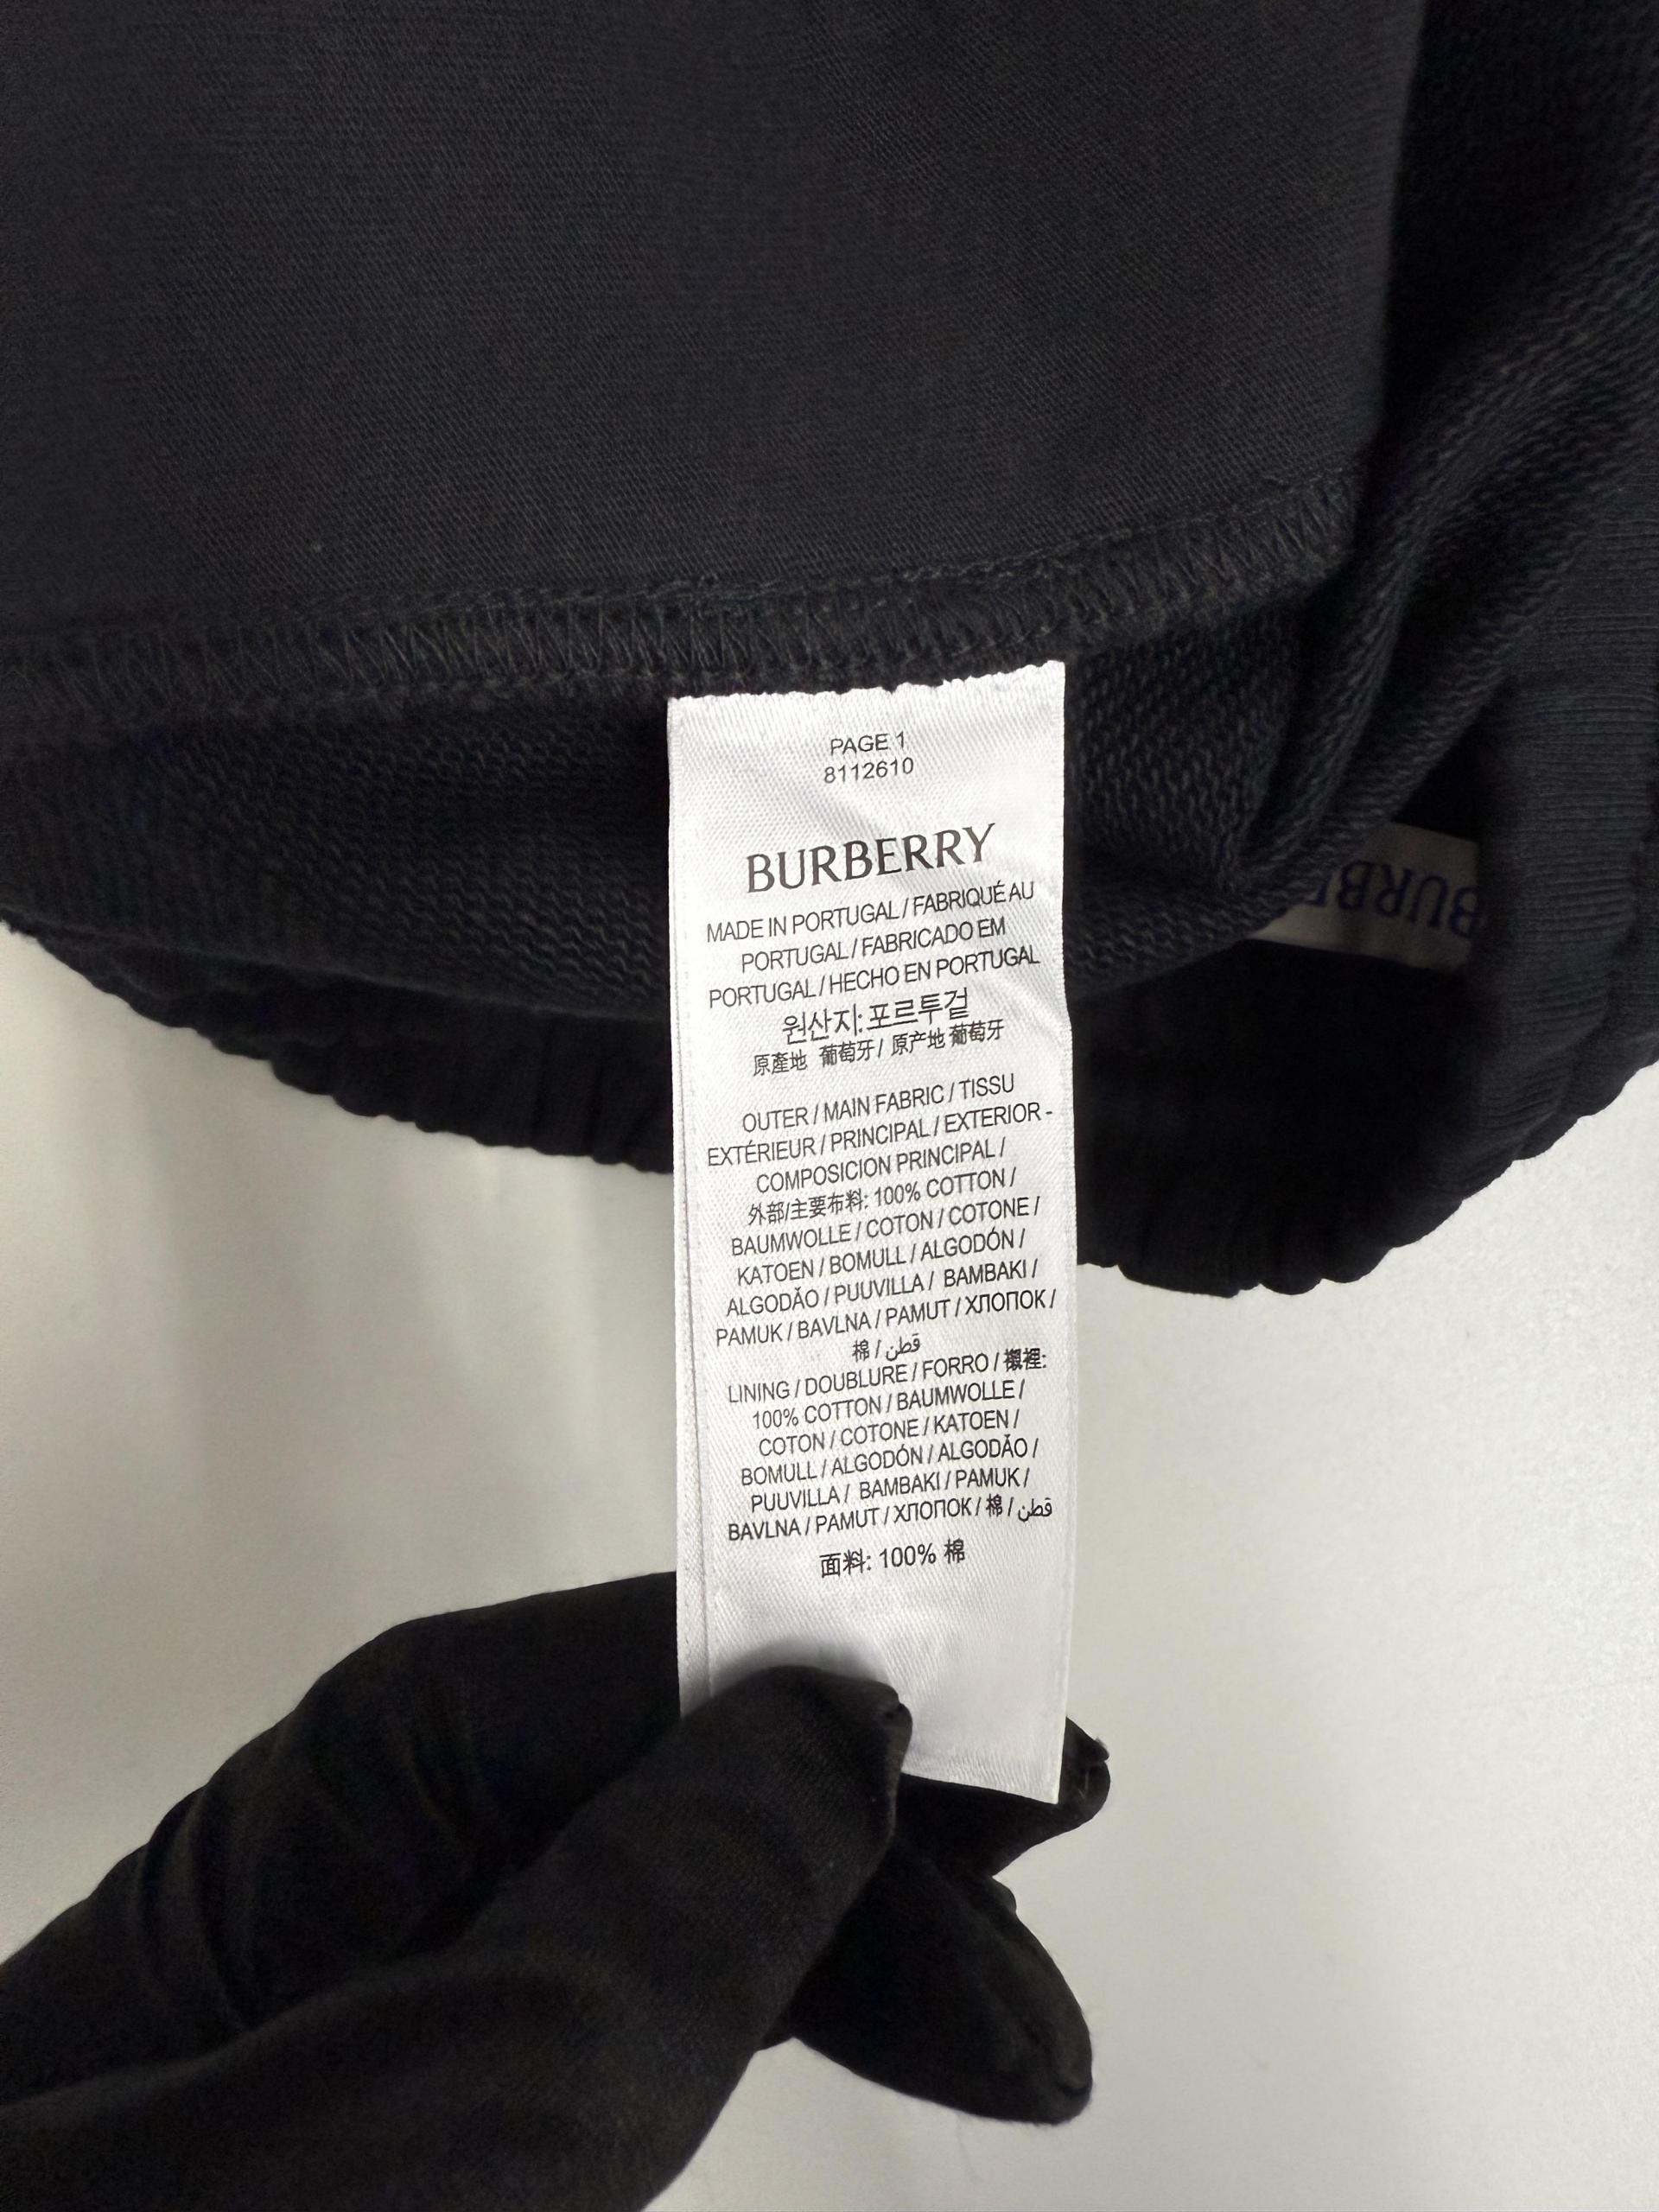 PAGE 1
8112610
BURBERRY
MADE IN PORTUGAL / FABRIQUÉ AU
PORTUGAL / FABRICADO EM
PORTUGAL / HECHO EN PORTUGAL
원산지: 포르투겉
原產地 葡萄牙 / 原产地 葡萄牙
OUTER / MAIN FABRIC / TISSU
EXTÉRIEUR / PRINCIPAL / EXTERIOR -
COMPOSICION PRINCIPAL /
外部/主要布料: 100% COTTON /
BAUMWOLLE / COTON / COTONE /
KATOEN / BOMULL / ALGODÓN /
ALGODÃO / PUUVILLA / BAMBAKI /
PAMUK / BAVLNA / PAMUT / ХЛОПОК /
棉 / قطن
LINING / DOUBLURE / FORRO / 襯裡:
100% COTTON / BAUMWOLLE /
COTON / COTONE / KATOEN /
BOMULL / ALGODÓN / ALGODÃO /
PUUVILLA / BAMBAKI / PAMUK /
BAVLNA / PAMUT / ХЛОПОК / 棉 / قطن
面料: 100% 棉
BURBE